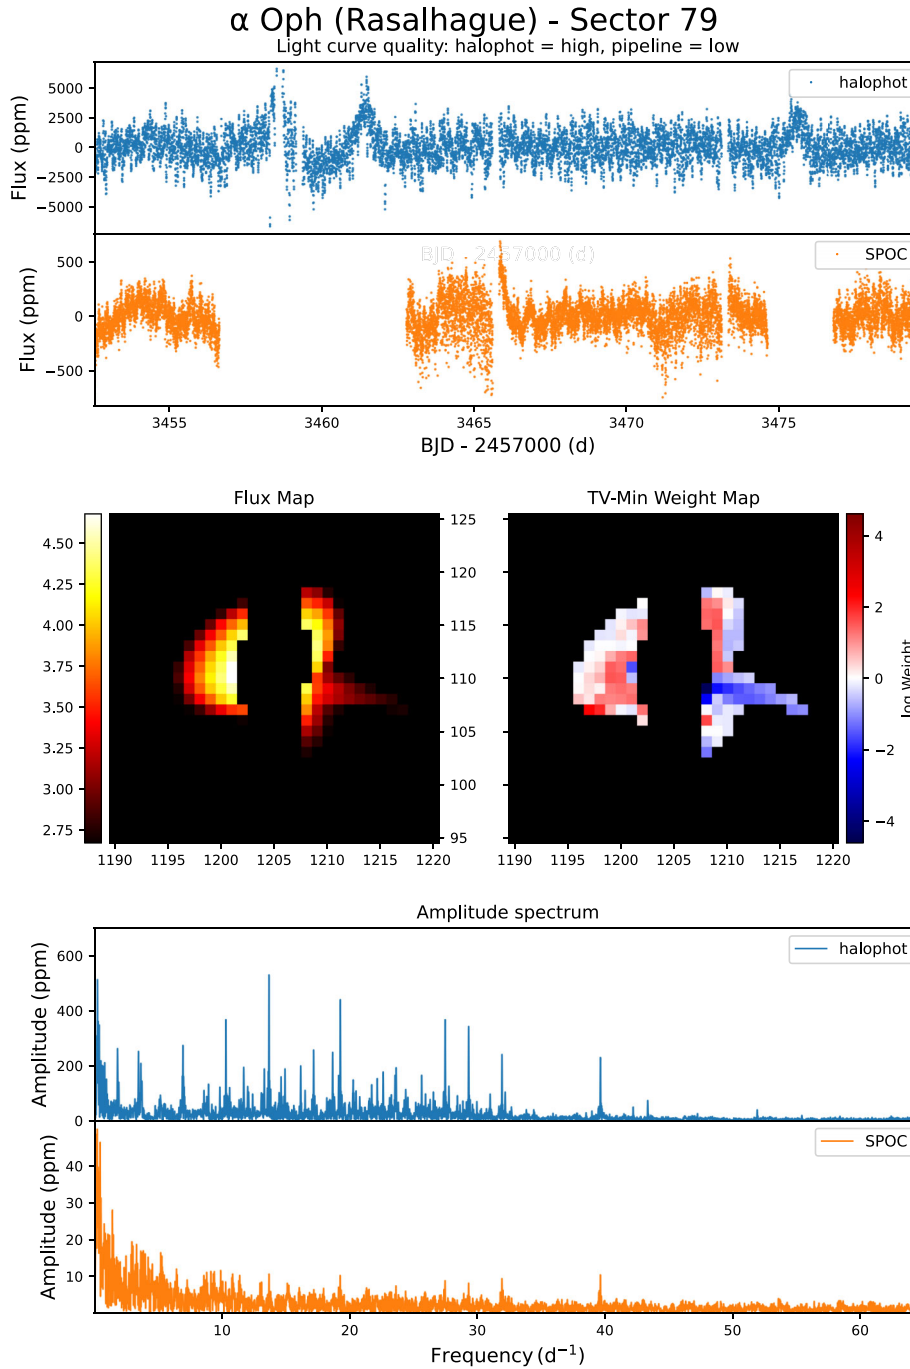 α Oph (Rasalhague) - Sector 79
Light curve quality: halophot = high, pipeline = low
halophot
Flux (ppm)
5000
2500
0
−2500
−5000
BJD - 2457000 (d)
SPOC
Flux (ppm)
500
0
−500
3455 3460 3465 3470 3475
BJD - 2457000 (d)
Flux Map
4.50
4.25
4.00
3.75
3.50
3.25
3.00
2.75
125
120
115
110
105
100
95
1190 1195 1200 1205 1210 1215 1220
TV-Min Weight Map
4
2
0
−2
−4
log Weight
1190 1195 1200 1205 1210 1215 1220
Amplitude spectrum
halophot
Amplitude (ppm)
600
400
200
0
SPOC
Amplitude (ppm)
40
30
20
10
10 20 30 40 50 60
Frequency (d⁻¹)